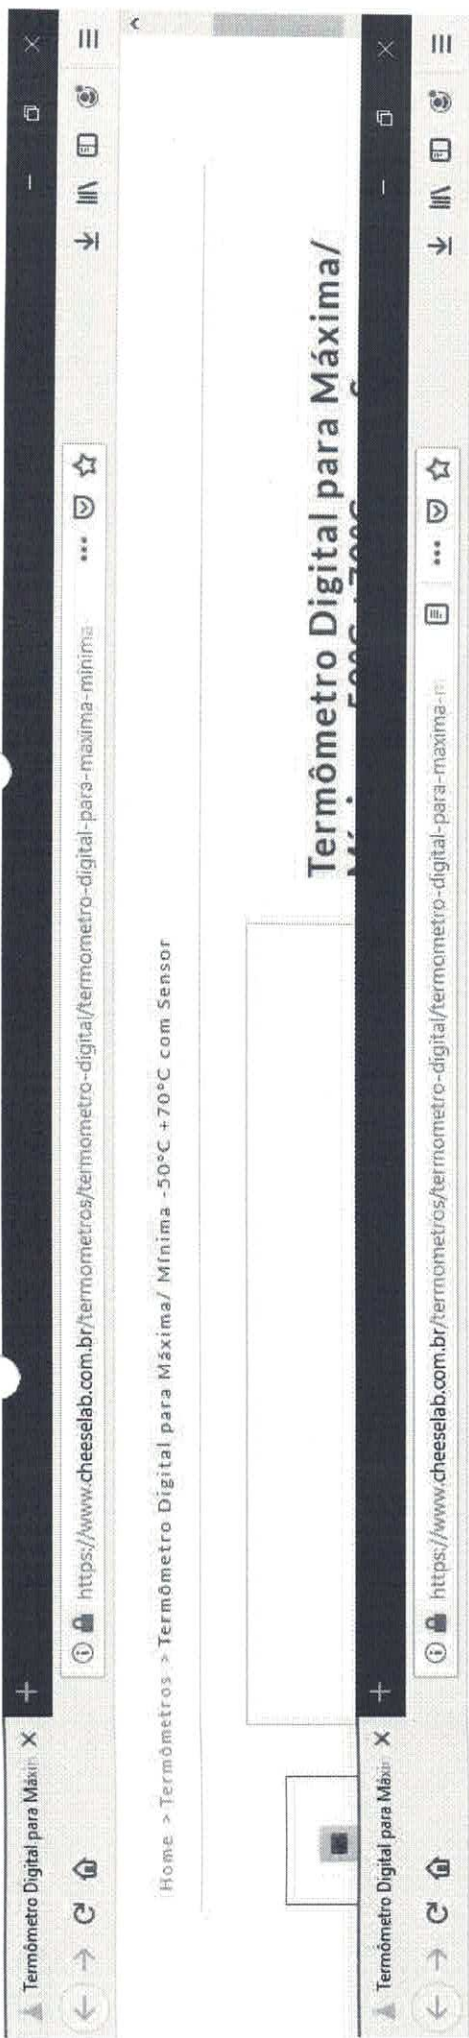 Termômetro Digital para Máxi
https://www.cheeselab.com.br/termometros/termometro-digital/termometro-digital-para-maxima-minima-
Home > Termômetros > Termômetro Digital para Máxima/ Mínima -50°C +70°C com Sensor
Termômetro Digital para Máxima/
Termômetro Digital para Máxi
https://www.cheeselab.com.br/termometros/termometro-digital/termometro-digital-para-maxima-